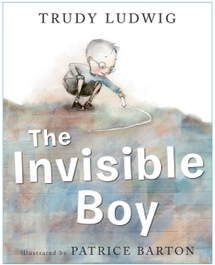 TRUDY LUDWIG
The
Invisible
Boy
illustrated by PATRICE BARTON